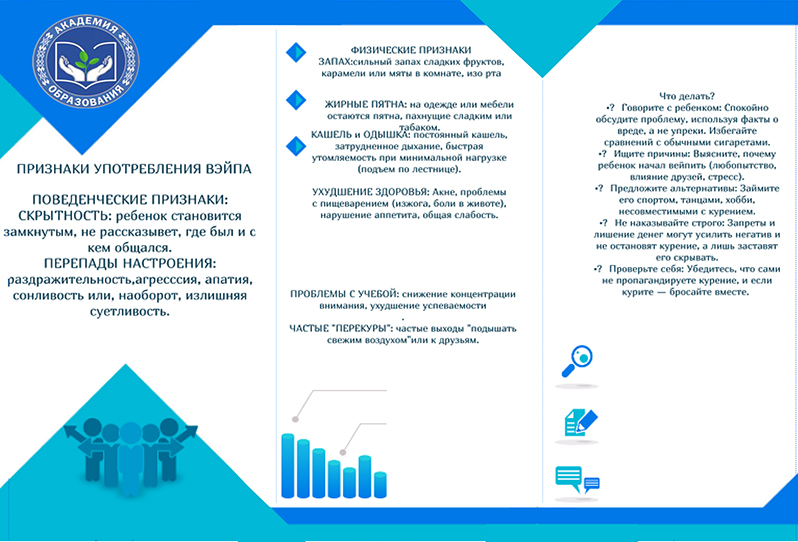 АКАДЕМИЯ
ОБРАЗОВАНИЯ
ПРИЗНАКИ УПОТРЕБЛЕНИЯ ВЭЙПА
ПОВЕДЕНЧЕСКИЕ ПРИЗНАКИ:
СКРЫТНОСТЬ: ребенок становится
замкнутым, не рассказывет, где был и с
кем общался.
ПЕРЕПАДЫ НАСТРОЕНИЯ:
раздражительность,агресссия, апатия,
сонливость или, наоборот, излишняя
суетливость.
ФИЗИЧЕСКИЕ ПРИЗНАКИ
ЗАПАХ:сильный запах сладких фруктов,
карамели или мяты в комнате, изо рта
ЖИРНЫЕ ПЯТНА: на одежде или мебели
остаются пятна, пахнущие сладким или
табаком.
КАШЕЛЬ и ОДЫШКА: постоянный кашель,
затрудненное дыхание, быстрая
утомляемость при минимальной нагрузке
(подъем по лестнице).
УХУДШЕНИЕ ЗДОРОВЬЯ: Акне, проблемы
с пищеварением (изжога, боли в животе),
нарушение аппетита, общая слабость.
ПРОБЛЕМЫ С УЧЕБОЙ: снижение концентрации
внимания, ухудшение успеваемости
.
ЧАСТЫЕ "ПЕРЕКУРЫ": частые выходы "подышать
свежим воздухом"или к друзьям.
Что делать?
•? Говорите с ребенком: Спокойно
обсудите проблему, используя факты о
вреде, а не упреки. Избегайте
сравнений с обычными сигаретами.
•? Ищите причины: Выясните, почему
ребенок начал вейпить (любопытство,
влияние друзей, стресс).
•? Предложите альтернативы: Займите
его спортом, танцами, хобби,
несовместимыми с курением.
•? Не наказывайте строго: Запреты и
лишение денег могут усилить негатив и
не остановят курение, а лишь заставят
его скрывать.
•? Проверьте себя: Убедитесь, что сами
не пропагандируете курение, и если
курите — бросайте вместе.